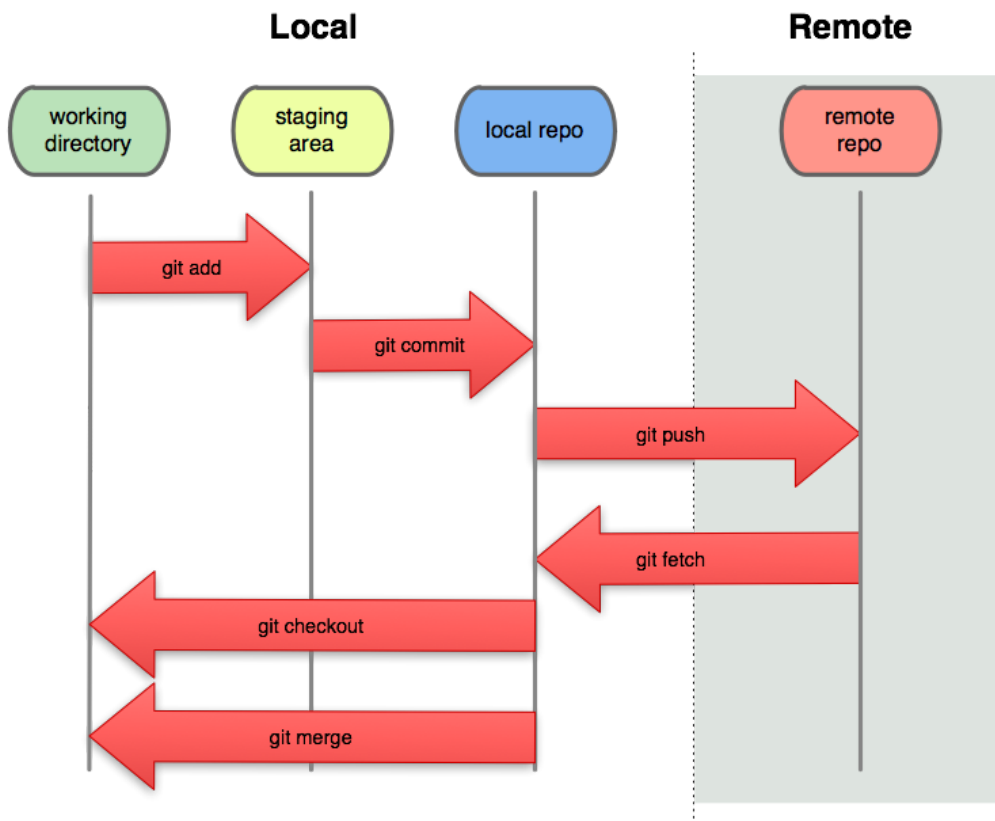 Local
Remote
working
directory
staging
area
local repo
remote
repo
git add
git commit
git push
git fetch
git checkout
git merge